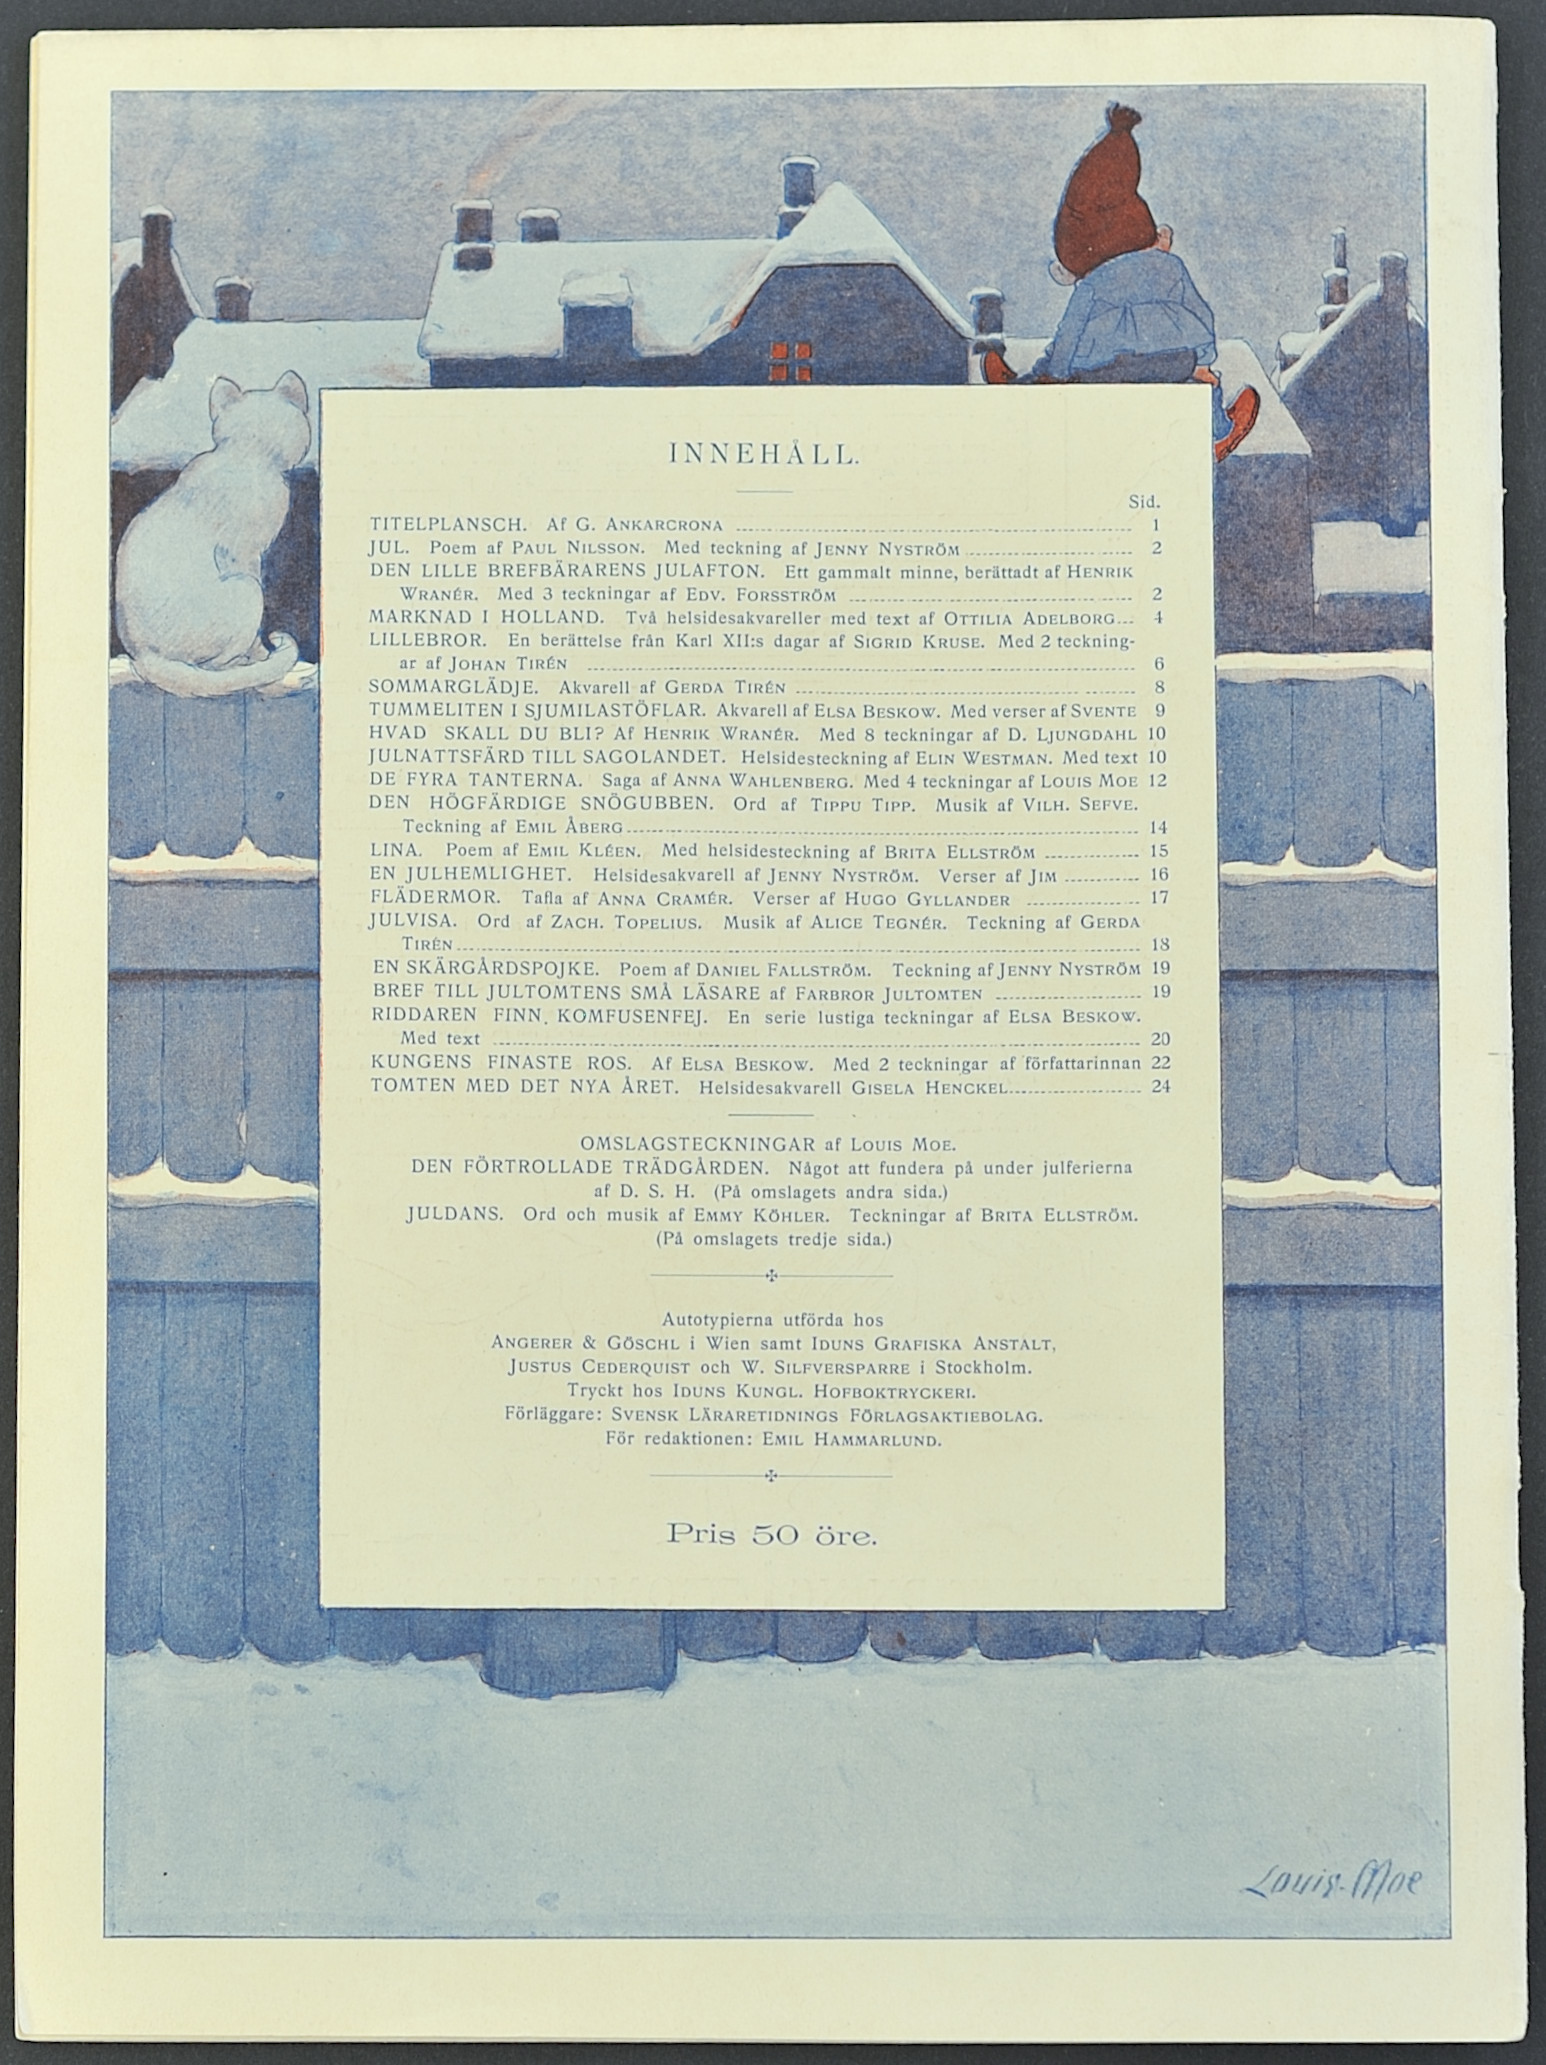 INNEHÅLL.
Sid.
TITELPLANSCH. Af G. ANKARCRONA 1
JUL. Poem af PAUL NILSSON. Med teckning af JENNY NYSTRÖM 2
DEN LILLE BREFBÄRARENS JULAFTON. Ett gammalt minne, berättadt af HENRIK
WRANÉR. Med 3 teckningar af EDV. FORSSTRÖM 2
MARKNAD I HOLLAND. Två helsidesakvareller med text af OTTILIA ADELBORG... 4
LILLEBROR. En berättelse från Karl XII:s dagar af SIGRID KRUSE. Med 2 teckning-
ar af JOHAN TIRÉN 6
SOMMARGLÄDJE. Akvarell af GERDA TIRÉN 8
TUMMELITEN I SJUMILASTÖFLAR. Akvarell af ELSA BESKOW. Med verser af SVENTE 9
HVAD SKALL DU BLI? Af HENRIK WRANÉR. Med 8 teckningar af D. LJUNGDAHL 10
JULNATTSFÄRD TILL SAGOLANDET. Helsidesteckning af ELIN WESTMAN. Med text 10
DE FYRA TANTERNA. Saga af ANNA WAHLENBERG. Med 4 teckningar af LOUIS MOE 12
DEN HÖGFÄRDIGE SNÖGUBBEN. Ord af TIPPU TIPP. Musik af VILH. SEFVE.
Teckning af EMIL ÅBERG 14
LINA. Poem af EMIL KLÉEN. Med helsidesteckning af BRITA ELLSTRÖM 15
EN JULHEMLIGHET. Helsidesakvarell af JENNY NYSTRÖM. Verser af JIM 16
FLÄDERMOR. Tafla af ANNA CRAMÉR. Verser af HUGO GYLLANDER 17
JULVISA. Ord af ZACH. TOPELIUS. Musik af ALICE TEGNÉR. Teckning af GERDA
TIRÉN 18
EN SKÄRGÅRDSPOJKE. Poem af DANIEL FALLSTRÖM. Teckning af JENNY NYSTRÖM 19
BREF TILL JULTOMTENS SMÅ LÄSARE af FARBROR JULTOMTEN 19
RIDDAREN FINN KOMFUSENFEJ. En serie lustiga teckningar af ELSA BESKOW.
Med text 20
KUNGENS FINASTE ROS. Af ELSA BESKOW. Med 2 teckningar af författarinnan 22
TOMTEN MED DET NYA ÅRET. Helsidesakvarell GISELA HENCKEL 24
OMSLAGSTECKNINGAR af LOUIS MOE.
DEN FÖRTROLLADE TRÄDGÅRDEN. Något att fundera på under julferierna
af D. S. H. (På omslagets andra sida.)
JULDANS. Ord och musik af EMMY KÖHLER. Teckningar af BRITA ELLSTRÖM.
(På omslagets tredje sida.)
Autotypierna utförda hos
ANGERER & GÖSCHL i Wien samt IDUNS GRAFISKA ANSTALT,
JUSTUS CEDERQUIST och W. SILFVERSPARRE i Stockholm.
Tryckt hos IDUNS KUNGL. HOFBOKTRYCKERI.
Förläggare: SVENSK LÄRARETIDNINGS FÖRLAGSAKTIEBOLAG.
För redaktionen: EMIL HAMMARLUND.
Pris 50 öre.
Louis Moe